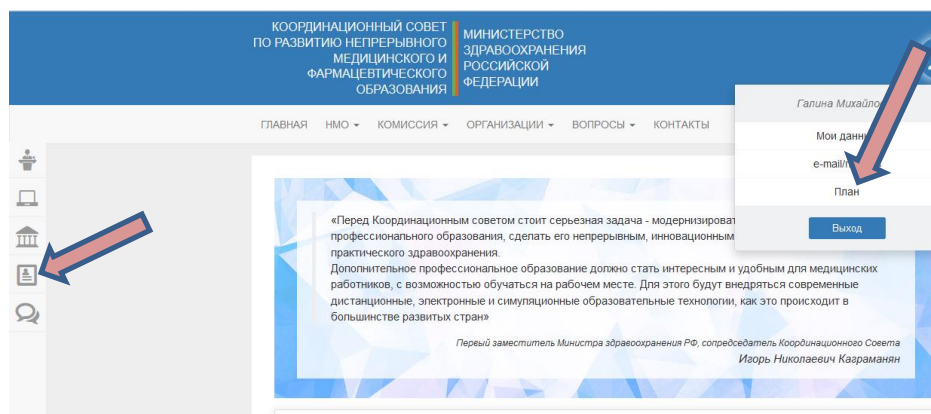 КООРДИНАЦИОННЫЙ СОВЕТ
ПО РАЗВИТИЮ НЕПРЕРЫВНОГО
МЕДИЦИНСКОГО И
ФАРМАЦЕВТИЧЕСКОГО
ОБРАЗОВАНИЯ
МИНИСТЕРСТВО
ЗДРАВООХРАНЕНИЯ
РОССИЙСКОЙ
ФЕДЕРАЦИИ
ГЛАВНАЯ НМО КОМИССИЯ ОРГАНИЗАЦИИ ВОПРОСЫ КОНТАКТЫ
Галина
Мои
План
Выход
«Перед Координационным советом стоит серьезная задача -
профессионального образования, сделать его непрерывным, инновационным
практического здравоохранения.
Дополнительное профессиональное образование должно стать интересным и удобным для медицинских
работников, с возможностью обучаться на рабочем месте. Для этого будут внедряться современные
дистанционные, электронные и симуляционные образовательные технологии, как это происходит в
большинстве развитых стран»
Первый заместитель Министра здравоохранения РФ, сопредседатель Координационного Совета
Игорь Николаевич Каграманян